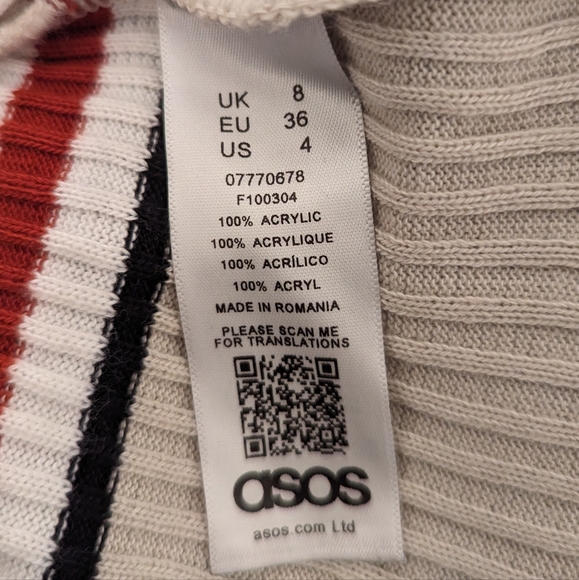 UK 8
EU 36
US 4
07770678
F100304
100% ACRYLIC
100% ACRYLIQUE
100% ACRÍLICO
100% ACRYL
MADE IN ROMANIA
PLEASE SCAN ME
FOR TRANSLATIONS
asos
asos.com Ltd